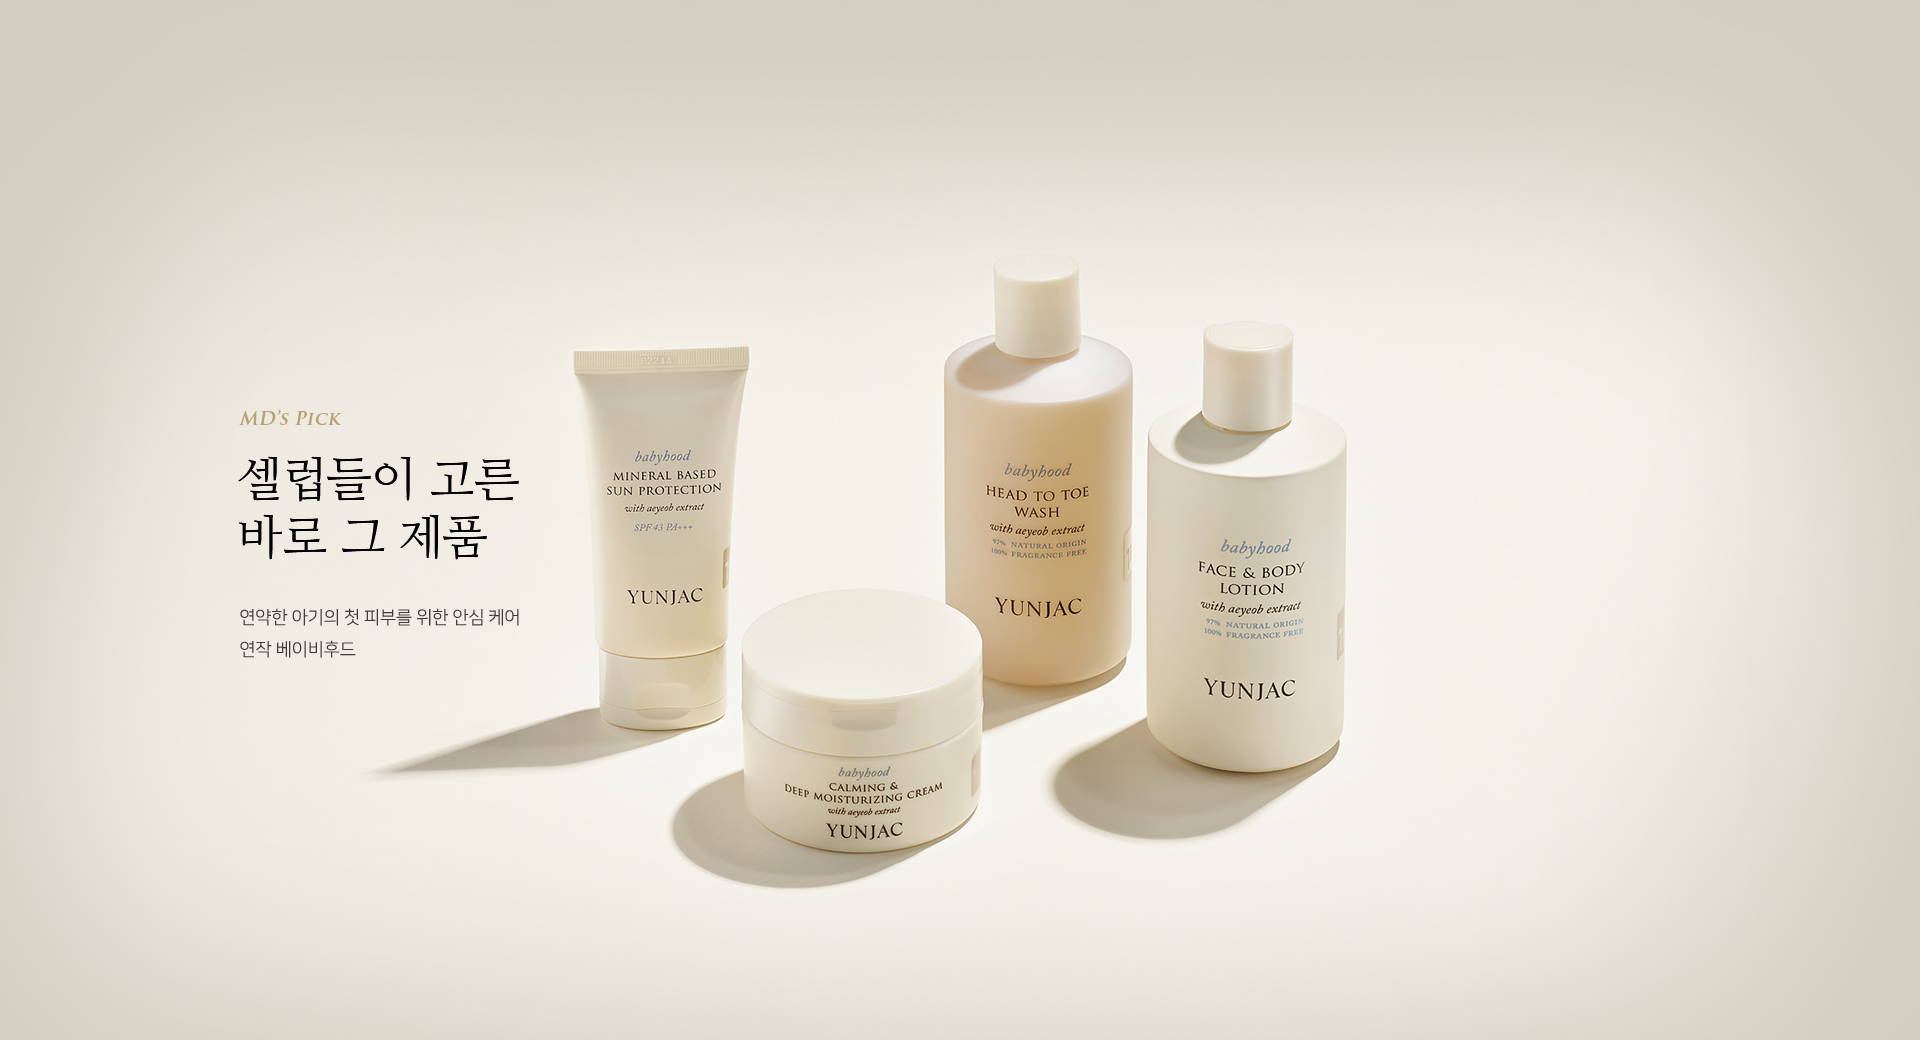 MD's Pick
셀럽들이 고른
바로 그 제품
연약한 아기의 첫 피부를 위한 안심 케어
연작 베이비후드
babyhood
MINERAL BASED
SUN PROTECTION
with aeyeob extract
SPF 43 PA+++
YUNJAC
babyhood
CALMING &
DEEP MOISTURIZING CREAM
with aeyeob extract
YUNJAC
babyhood
HEAD TO TOE
WASH
with aeyeob extract
97% NATURAL ORIGIN
100% FRAGRANCE FREE
YUNJAC
babyhood
FACE & BODY
LOTION
with aeyeob extract
97% NATURAL ORIGIN
100% FRAGRANCE FREE
YUNJAC